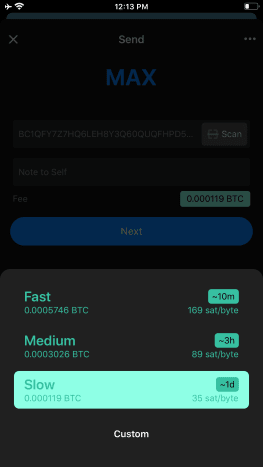 12:13 PM
Send
MAX
Scan
Note to Self
Fee
0.000119 BTC
Next
Fast
~10m
0.0005746 BTC
169 sat/byte
Medium
~3h
0.0003026 BTC
89 sat/byte
Slow
~1d
0.000119 BTC
35 sat/byte
Custom